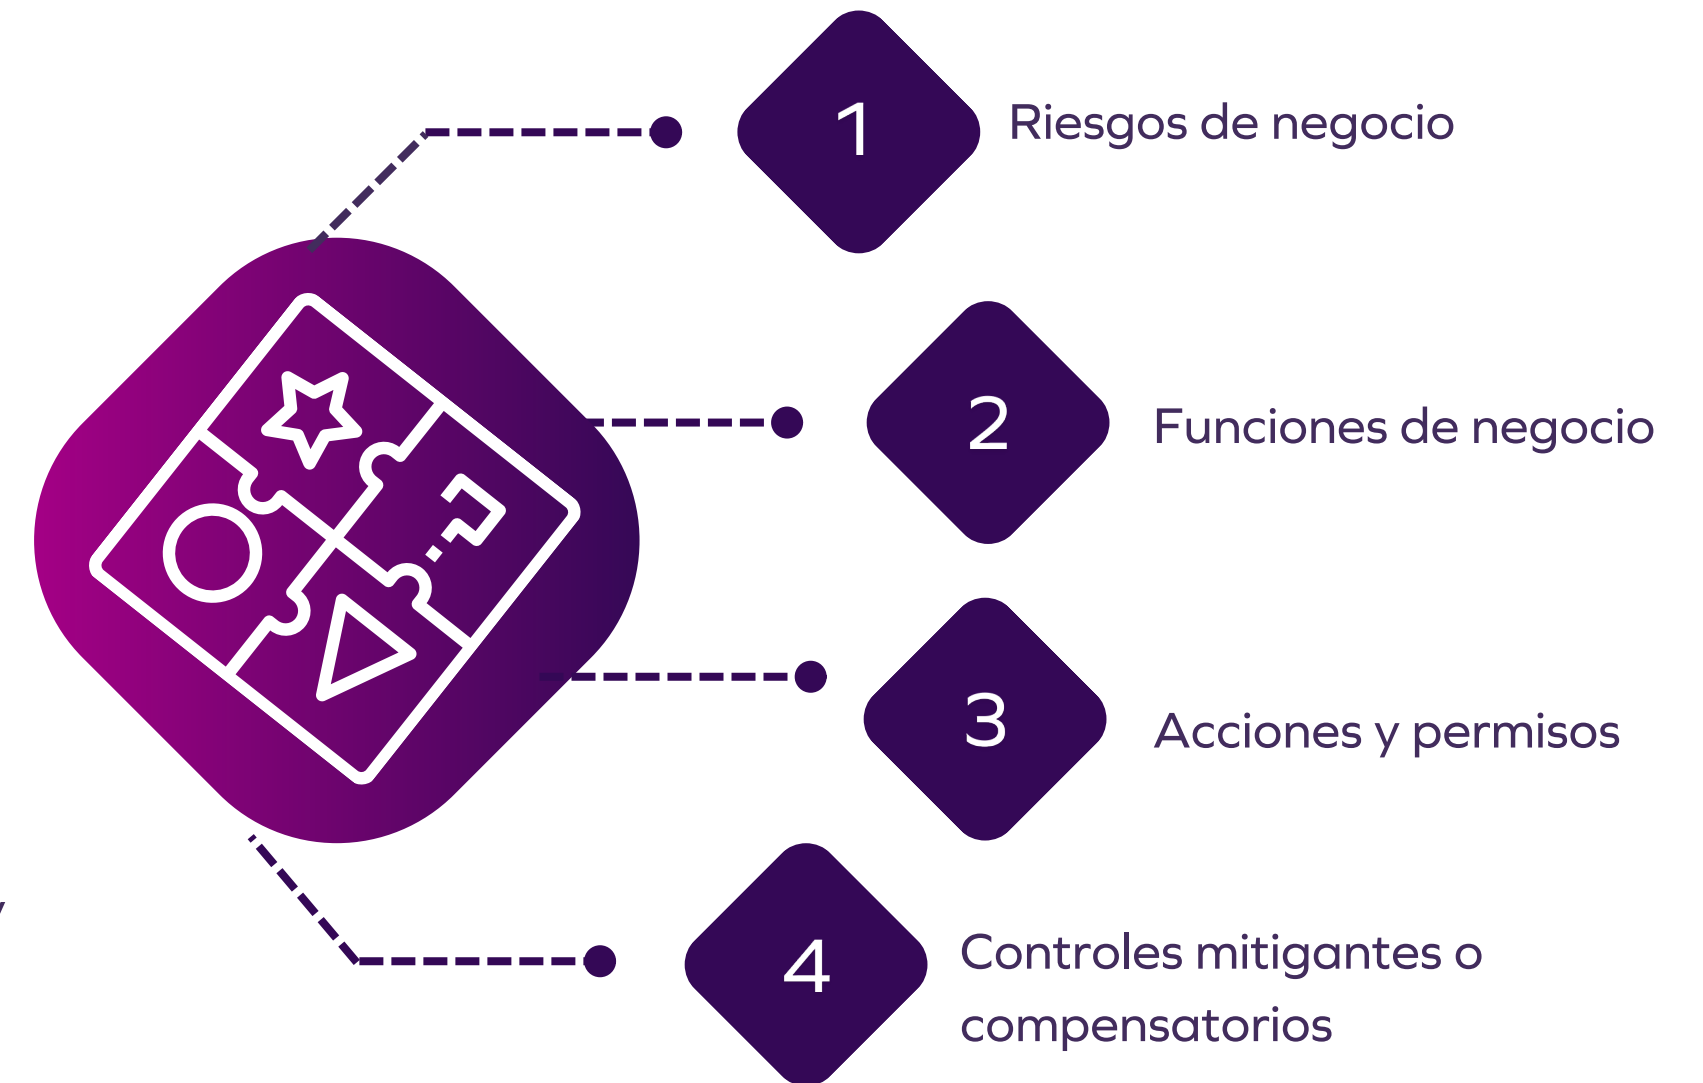 1
Riesgos de negocio
2
Funciones de negocio
3
Acciones y permisos
4
Controles mitigantes o
compensatorios